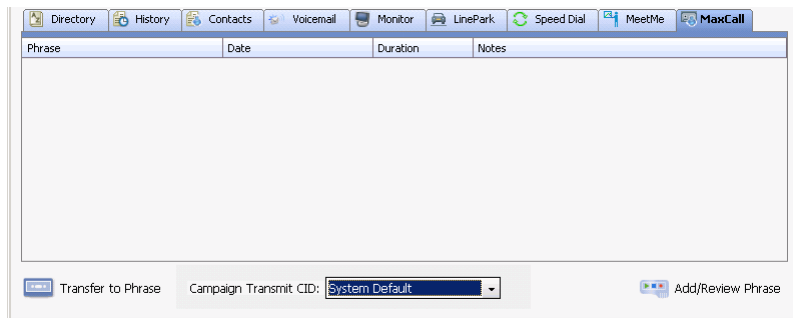 Directory History Contacts Voicemail Monitor LinePark Speed Dial MeetMe MaxCall
Phrase Date Duration Notes
Transfer to Phrase Campaign Transmit CID: System Default Add/Review Phrase